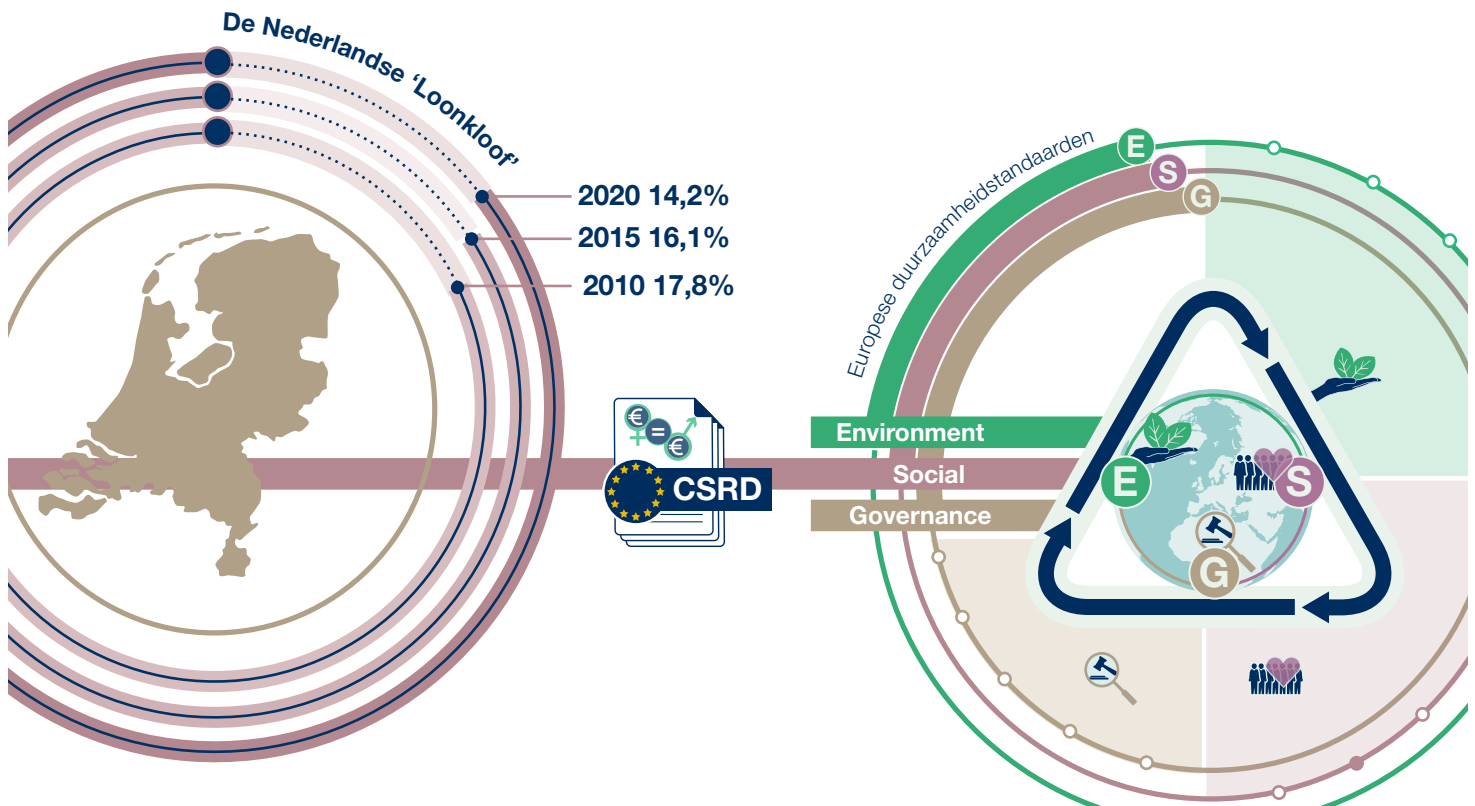 De Nederlandse ‘Loonkloof’
2020 14,2%
2015 16,1%
2010 17,8%
€ = €
CSRD
Europese duurzaamheidstandaarden
E
S
G
Environment
Social
Governance
E
S
G